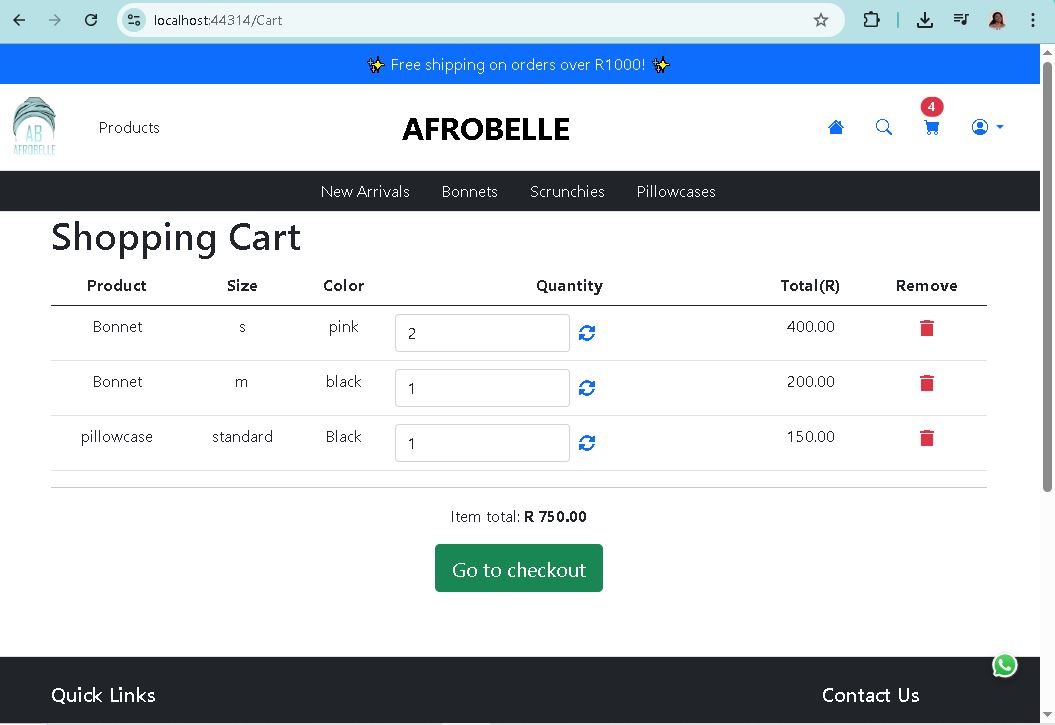 localhost:44314/Cart
✨ Free shipping on orders over R1000! ✨
AB
AFROBELLE
Products
AFROBELLE
4
New Arrivals Bonnets Scrunchies Pillowcases
Shopping Cart
Product Size Color Quantity Total(R) Remove
Bonnet s pink 2 400.00
Bonnet m black 1 200.00
pillowcase standard Black 1 150.00
Item total: R 750.00
Go to checkout
Quick Links Contact Us